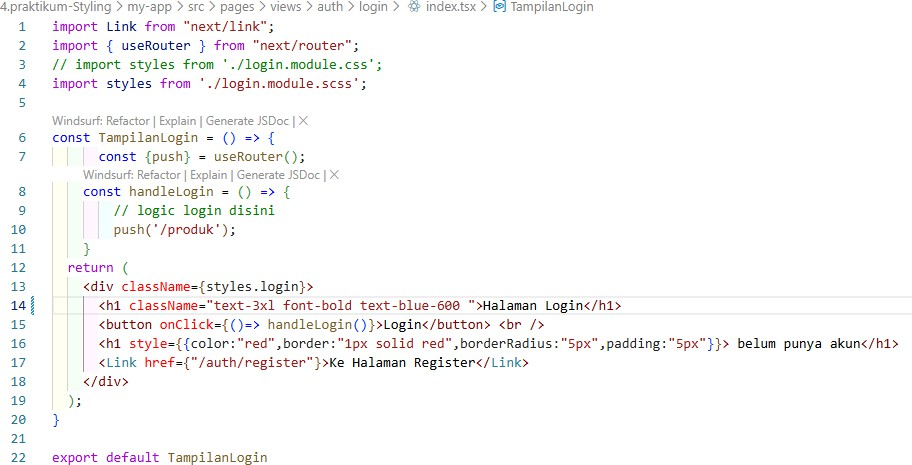 4.praktikum-Styling > my-app > src > pages > views > auth > login > index.tsx > TampilanLogin
1 import Link from "next/link";
2 import { useRouter } from "next/router";
3 // import styles from './login.module.css';
4 import styles from './login.module.scss';
5
Windsurf: Refactor | Explain | Generate JSDoc | X
6 const TampilanLogin = () => {
7 const {push} = useRouter();
Windsurf: Refactor | Explain | Generate JSDoc | X
8 const handleLogin = () => {
9 // logic login disini
10 push('/produk');
11 }
12 return (
13 <div className={styles.login}>
14 <h1 className="text-3xl font-bold text-blue-600 ">Halaman Login</h1>
15 <button onClick={()=> handleLogin()}>Login</button> <br />
16 <h1 style={{color:"red",border:"1px solid red",borderRadius:"5px",padding:"5px"}}> belum punya akun</h1>
17 <Link href={"/auth/register"}>Ke Halaman Register</Link>
18 </div>
19 );
20 }
21
22 export default TampilanLogin